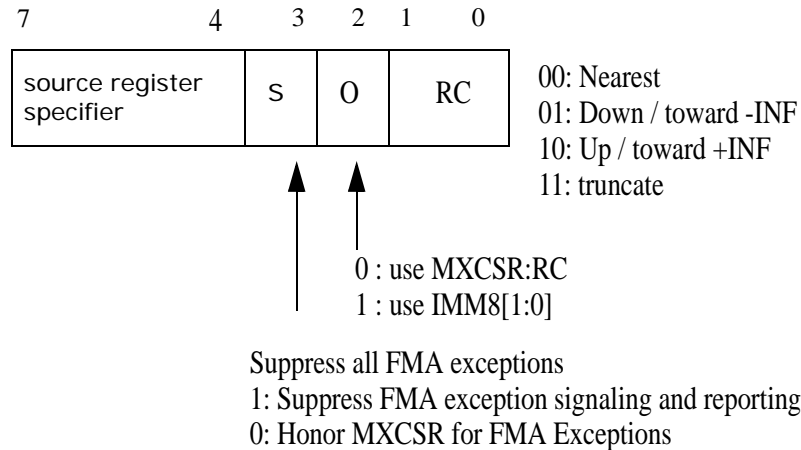 7 4 3 2 1 0
source register
specifier
S
O
RC
00: Nearest
01: Down / toward -INF
10: Up / toward +INF
11: truncate
0 : use MXCSR:RC
1 : use IMM8[1:0]
Suppress all FMA exceptions
1: Suppress FMA exception signaling and reporting
0: Honor MXCSR for FMA Exceptions